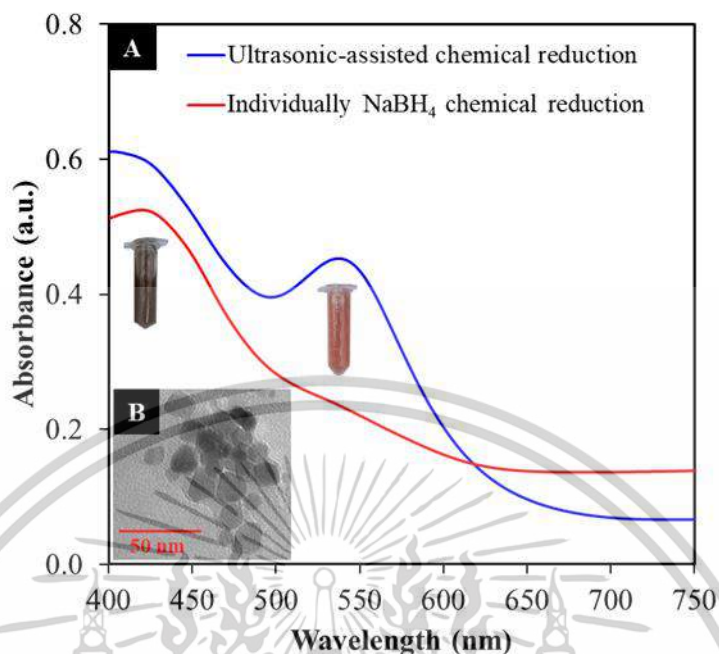 A
Ultrasonic-assisted chemical reduction
Individually NaBH₄ chemical reduction
0.8
0.6
0.4
0.2
0.0
Absorbance (a.u.)
B
50 nm
400 450 500 550 600 650 700 750
Wavelength (nm)